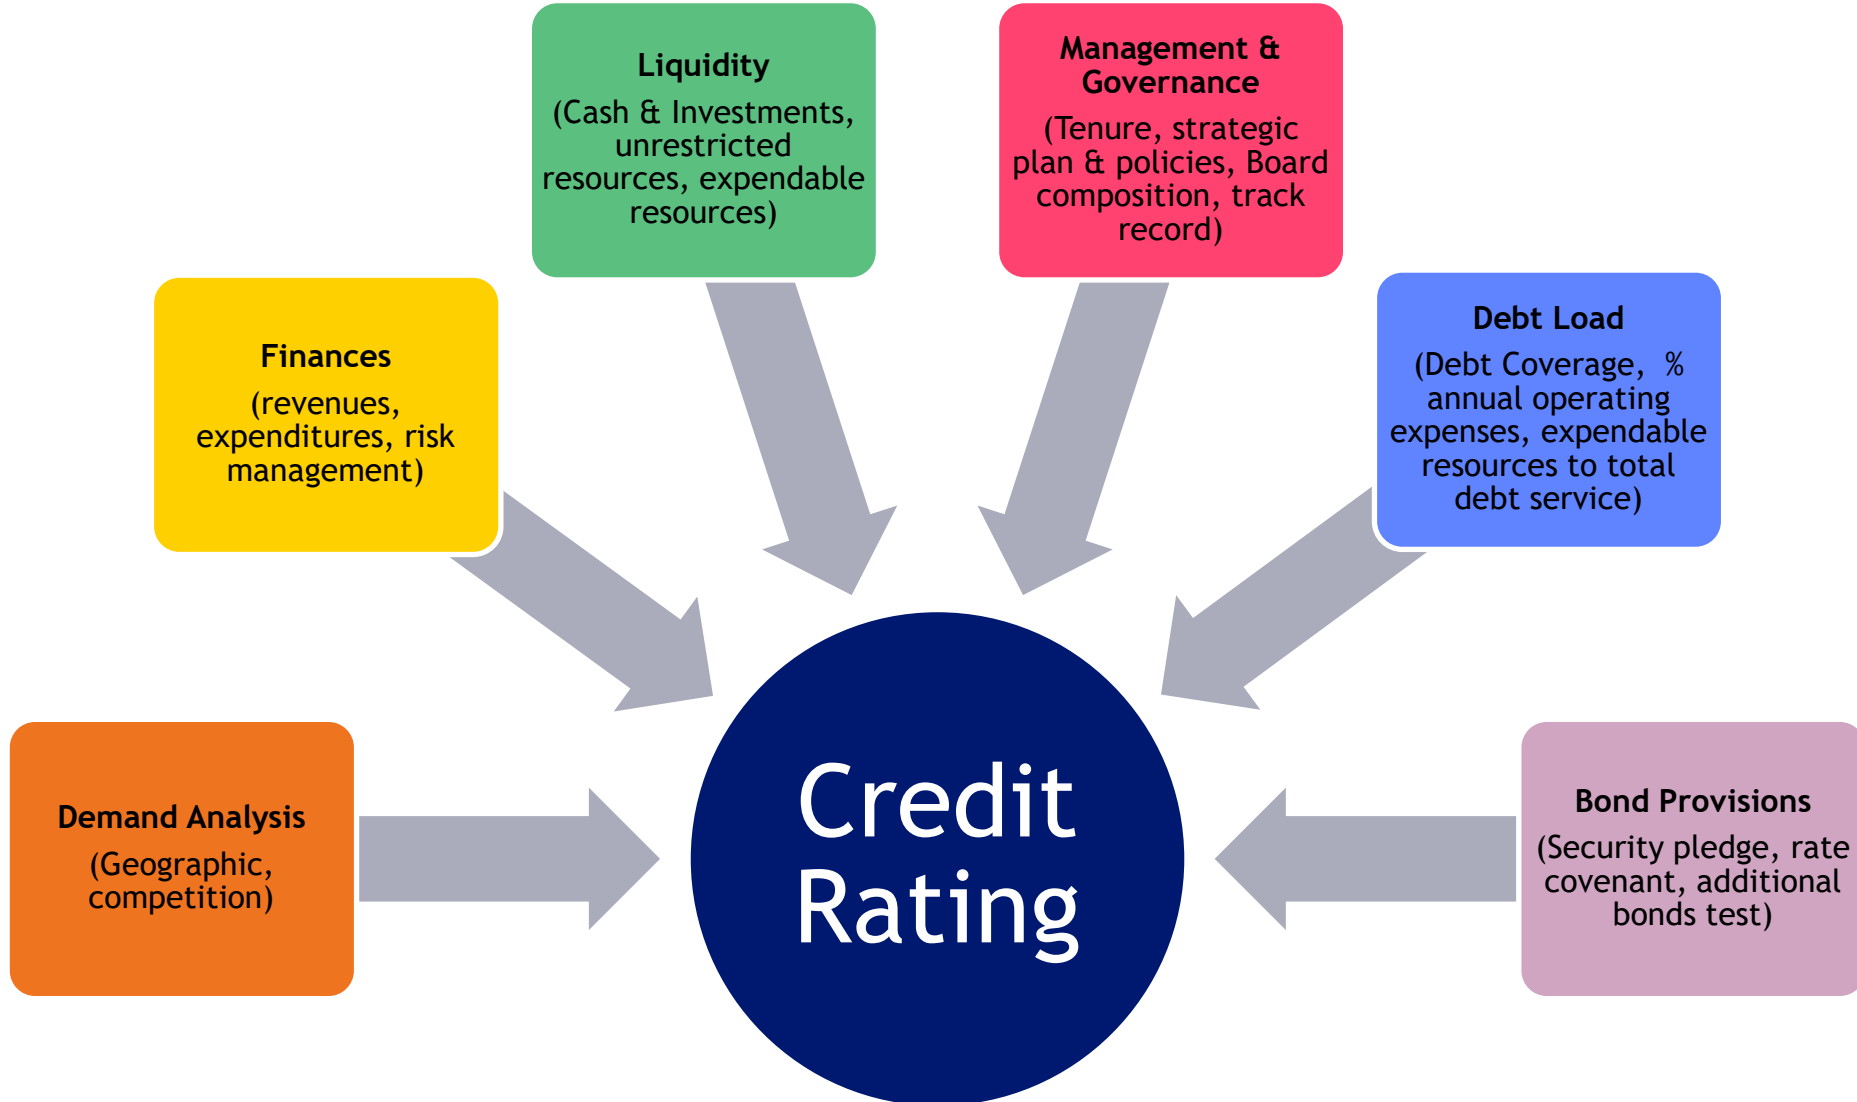 Liquidity
(Cash & Investments,
unrestricted
resources, expendable
resources)
Management &
Governance
(Tenure, strategic
plan & policies, Board
composition, track
record)
Finances
(revenues,
expenditures, risk
management)
Debt Load
(Debt Coverage,  %
annual operating
expenses, expendable
resources to total
debt service)
Demand Analysis
(Geographic,
competition)
Credit
Rating
Bond Provisions
(Security pledge, rate
covenant, additional
bonds test)